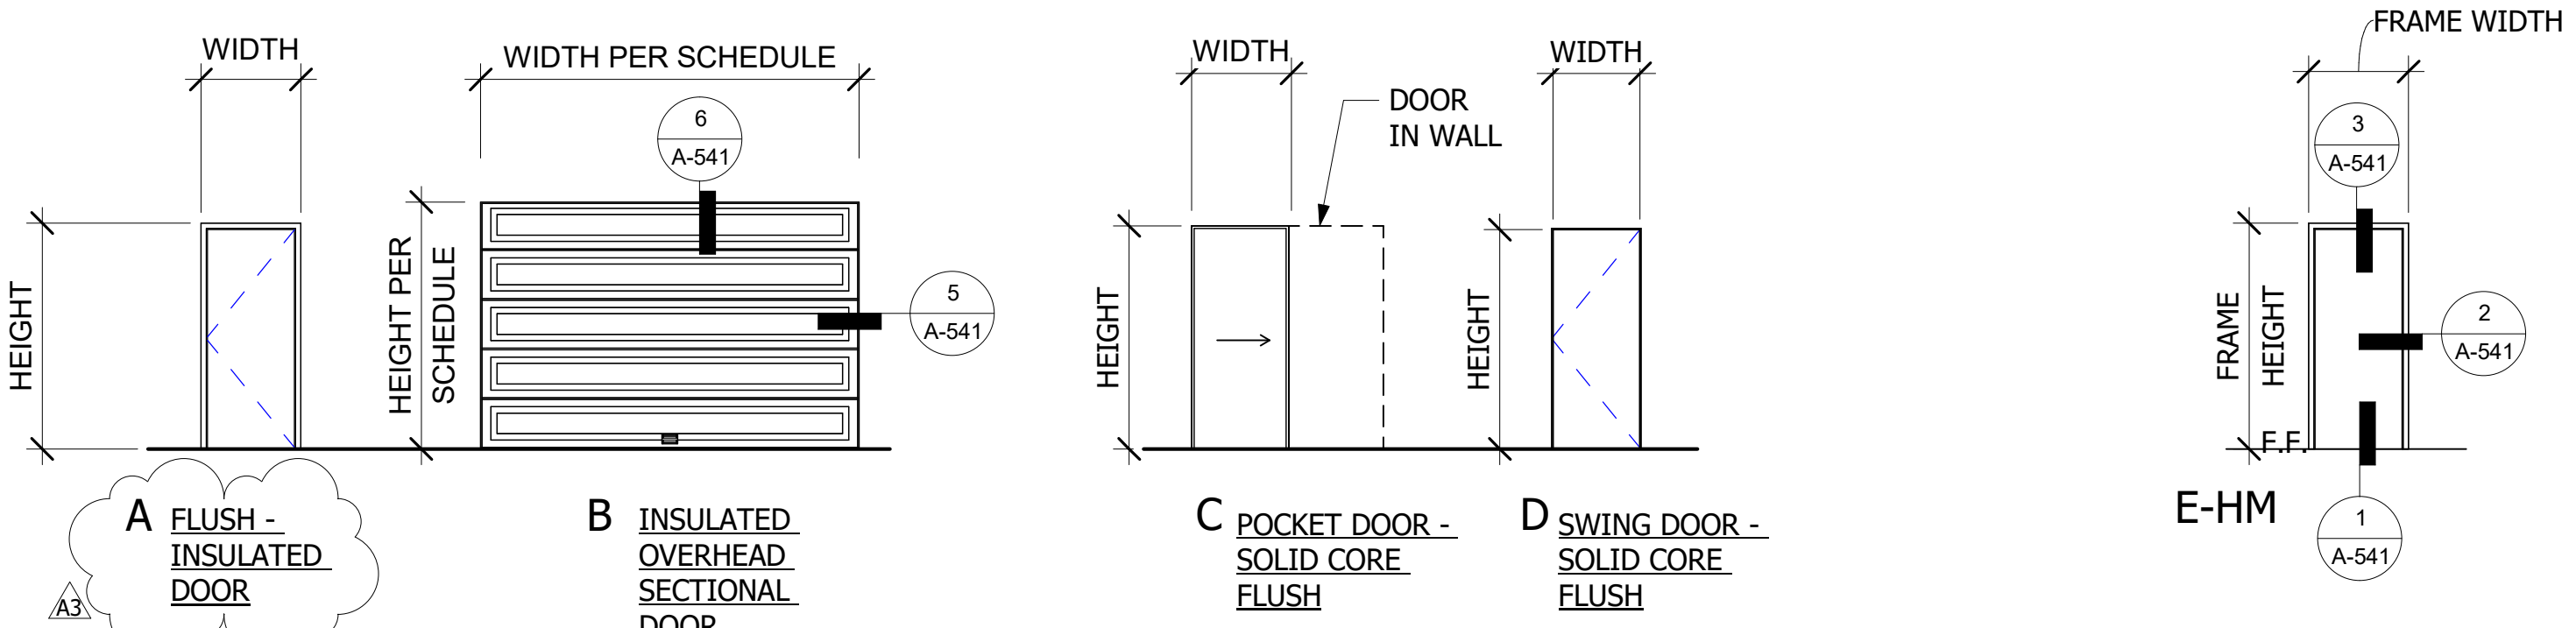 WIDTH
HEIGHT
A FLUSH -
INSULATED
DOOR
A3
WIDTH PER SCHEDULE
6
A-541
HEIGHT PER
SCHEDULE
5
A-541
B INSULATED
OVERHEAD
SECTIONAL
DOOR
WIDTH
DOOR
IN WALL
HEIGHT
C POCKET DOOR -
SOLID CORE
FLUSH
WIDTH
HEIGHT
D SWING DOOR -
SOLID CORE
FLUSH
FRAME WIDTH
3
A-541
FRAME
HEIGHT
2
A-541
F.F.
E-HM
1
A-541